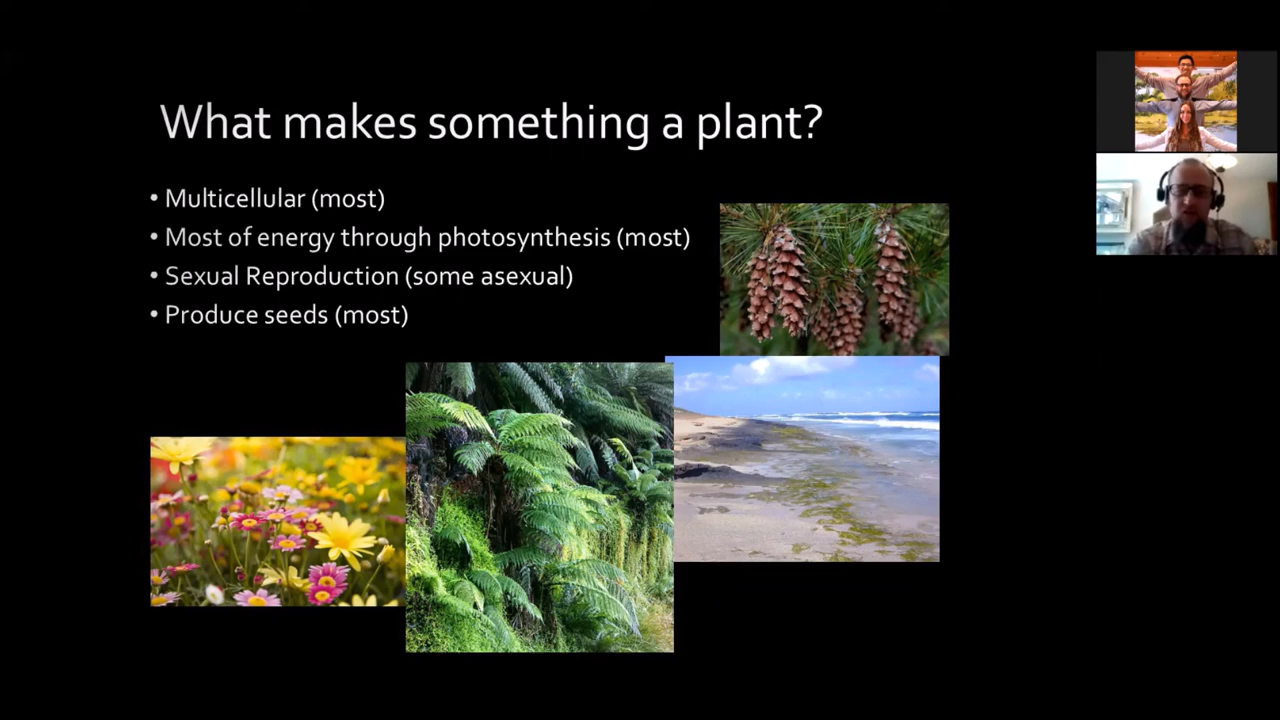 What makes something a plant?
• Multicellular (most)
• Most of energy through photosynthesis (most)
• Sexual Reproduction (some asexual)
• Produce seeds (most)